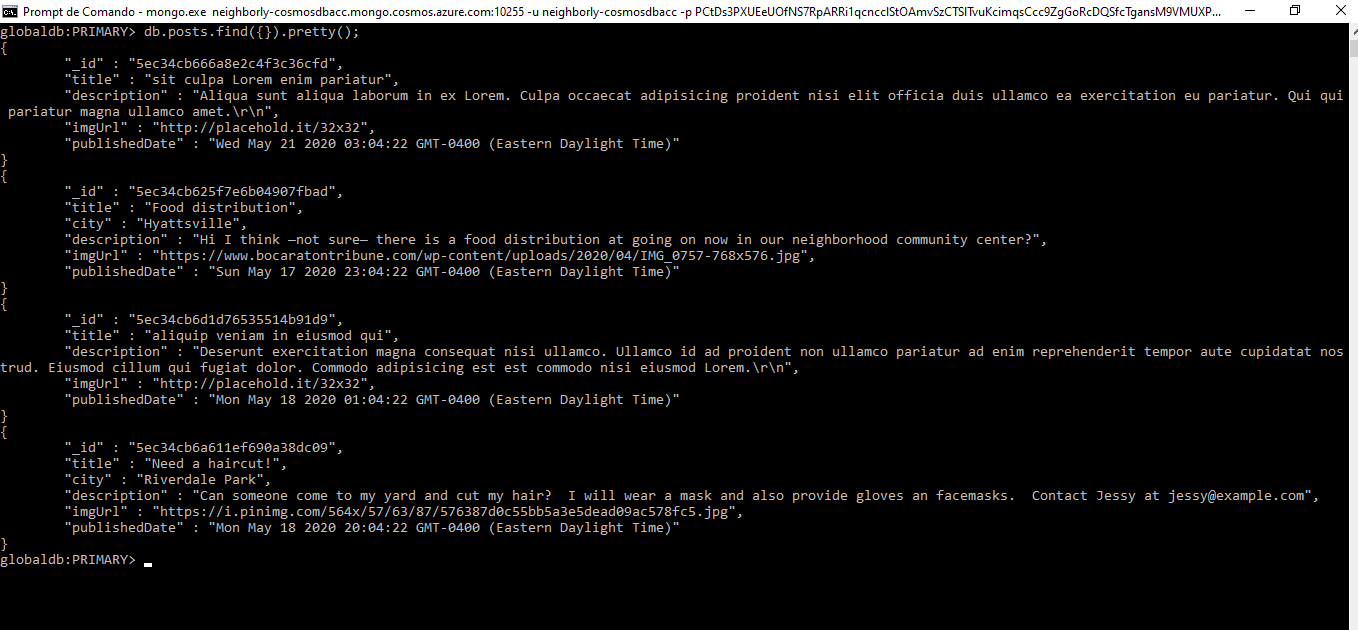 Prompt de Comando - mongo.exe neighborly-cosmosdbacc.mongo.cosmos.azure.com:10255 -u neighborly-cosmosdbacc -p
globaldb:PRIMARY> db.posts.find({}).pretty();
{
"_id" : "5ec34cb666a8e2c4f3c36cfd",
"title" : "sit culpa Lorem enim pariatur",
"description" : "Aliqua sunt aliqua laborum in ex Lorem. Culpa occaecat adipisicing proident nisi elit officia duis ullamco ea exercitation eu pariatur. Qui qui
pariatur magna ullamco amet.\r\n",
"imgUrl" : "http://placehold.it/32x32",
"publishedDate" : "Wed May 21 2020 03:04:22 GMT-0400 (Eastern Daylight Time)"
}
{
"_id" : "5ec34cb625f7e6b04907fbad",
"title" : "Food distribution",
"city" : "Hyattsville",
"description" : "Hi I think —not sure— there is a food distribution at going on now in our neighborhood community center?",
"imgUrl" : "https://www.bocaratontribune.com/wp-content/uploads/2020/04/IMG_0757-768x576.jpg",
"publishedDate" : "Sun May 17 2020 23:04:22 GMT-0400 (Eastern Daylight Time)"
}
{
"_id" : "5ec34cb6d1d76535514b91d9",
"title" : "aliquip veniam in eiusmod qui",
"description" : "Deserunt exercitation magna consequat nisi ullamco. Ullamco id ad proident non ullamco pariatur ad enim reprehenderit tempor aute cupidatat nos
trud. Eiusmod cillum qui fugiat dolor. Commodo adipisicing est est commodo nisi eiusmod Lorem.\r\n",
"imgUrl" : "http://placehold.it/32x32",
"publishedDate" : "Mon May 18 2020 01:04:22 GMT-0400 (Eastern Daylight Time)"
}
{
"_id" : "5ec34cb6a611ef690a38dc09",
"title" : "Need a haircut!",
"city" : "Riverdale Park",
"description" : "Can someone come to my yard and cut my hair?  I will wear a mask and also provide gloves an facemasks.  Contact Jessy at jessy@example.com",
"imgUrl" : "https://i.pinimg.com/564x/57/63/87/576387d0c55bb5a3e5dead09ac578fc5.jpg",
"publishedDate" : "Mon May 18 2020 20:04:22 GMT-0400 (Eastern Daylight Time)"
}
globaldb:PRIMARY>